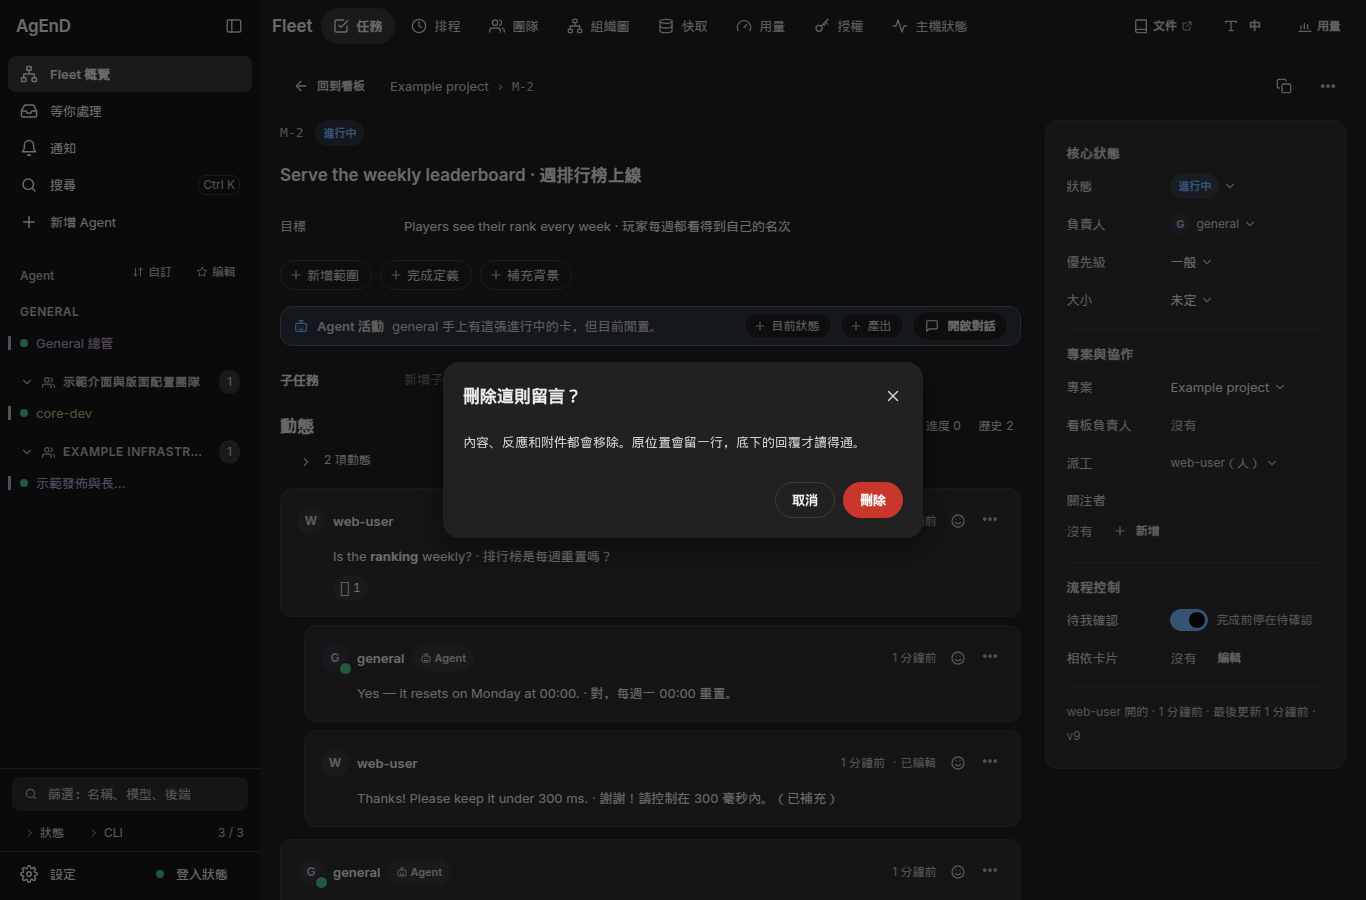 AgEnD
Fleet 概覽
等你處理
通知
搜尋 Ctrl K
新增 Agent
Agent 自訂 編輯
GENERAL
General 總管
示範介面與版面配置團隊 1
core-dev
EXAMPLE INFRASTR... 1
示範發佈與長...
篩選：名稱、模型、後端
狀態 CLI 3 / 3
設定 登入狀態
Fleet 任務 排程 團隊 組織圖 快取 用量 授權 主機狀態 文件 中 用量
回到看板 Example project › M-2
M-2 進行中
Serve the weekly leaderboard · 週排行榜上線
目標 Players see their rank every week · 玩家每週都看得到自己的名次
新增範圍 完成定義 補充背景
Agent 活動 general 手上有這張進行中的卡，但目前閒置。 目前狀態 產出 開啟對話
子任務 新增子
動態 進度 0 歷史 2
2 項動態
刪除這則留言？
內容、反應和附件都會移除。原位置會留一行，底下的回覆才讀得通。
取消 刪除
W web-user 前
Is the ranking weekly? · 排行榜是每週重置嗎？
1
G general Agent 1 分鐘前
Yes — it resets on Monday at 00:00. · 對，每週一 00:00 重置。
W web-user 1 分鐘前 · 已編輯
Thanks! Please keep it under 300 ms. · 謝謝！請控制在 300 毫秒內。（已補充）
G general Agent 1 分鐘前
核心狀態
狀態 進行中
負責人 G general
優先級 一般
大小 未定
專案與協作
專案 Example project
看板負責人 沒有
派工 web-user（人）
關注者
沒有 新增
流程控制
待我確認 完成前停在待確認
相依卡片 沒有 編輯
web-user 開的 · 1 分鐘前 · 最後更新 1 分鐘前 ·
v9